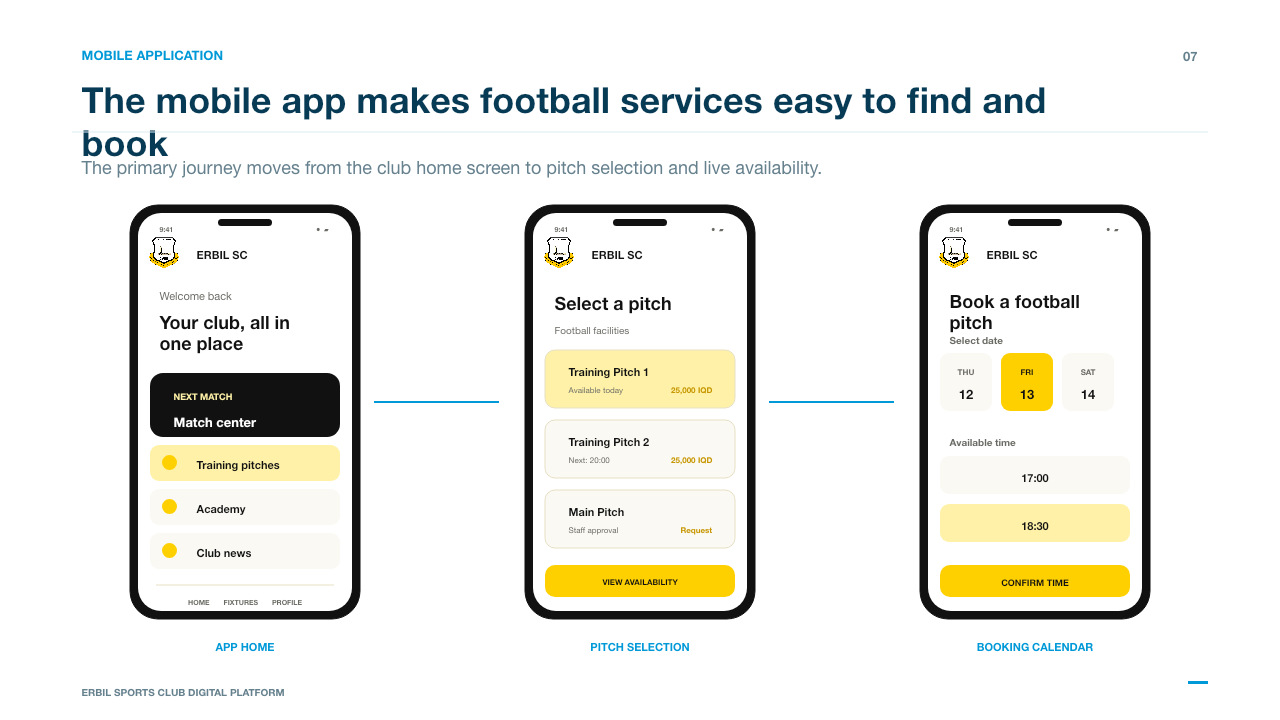 MOBILE APPLICATION
07
The mobile app makes football services easy to find and
book
The primary journey moves from the club home screen to pitch selection and live availability.
9:41
ERBIL SC
Welcome back
Your club, all in
one place
NEXT MATCH
Match center
Training pitches
Academy
Club news
HOME FIXTURES PROFILE
APP HOME
9:41
ERBIL SC
Select a pitch
Football facilities
Training Pitch 1
Available today 25,000 IQD
Training Pitch 2
Next: 20:00 25,000 IQD
Main Pitch
Staff approval Request
VIEW AVAILABILITY
PITCH SELECTION
9:41
ERBIL SC
Book a football
pitch
Select date
THU FRI SAT
12 13 14
Available time
17:00
18:30
CONFIRM TIME
BOOKING CALENDAR
ERBIL SPORTS CLUB DIGITAL PLATFORM